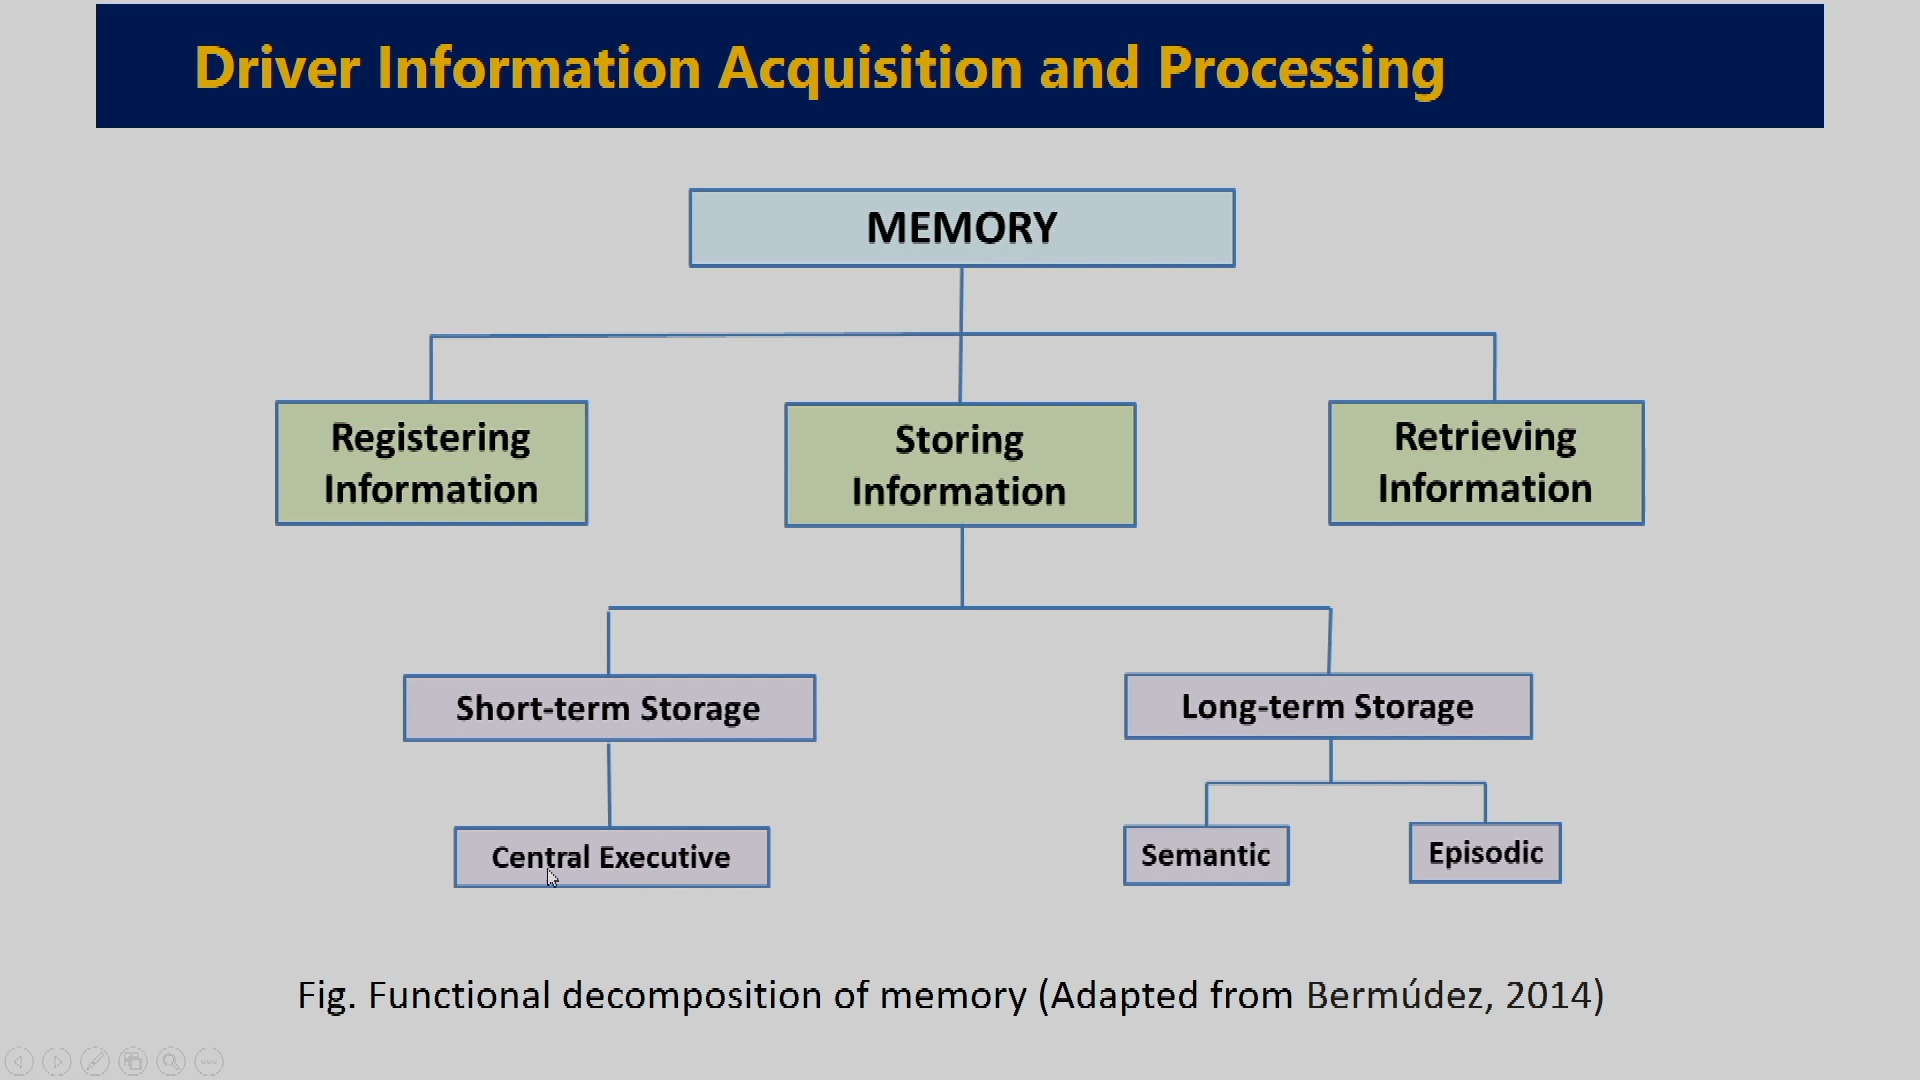 Driver Information Acquisition and Processing
MEMORY
Registering
Information
Storing
Information
Retrieving
Information
Short-term Storage
Long-term Storage
Central Executive
Semantic
Episodic
Fig. Functional decomposition of memory (Adapted from Bermúdez, 2014)